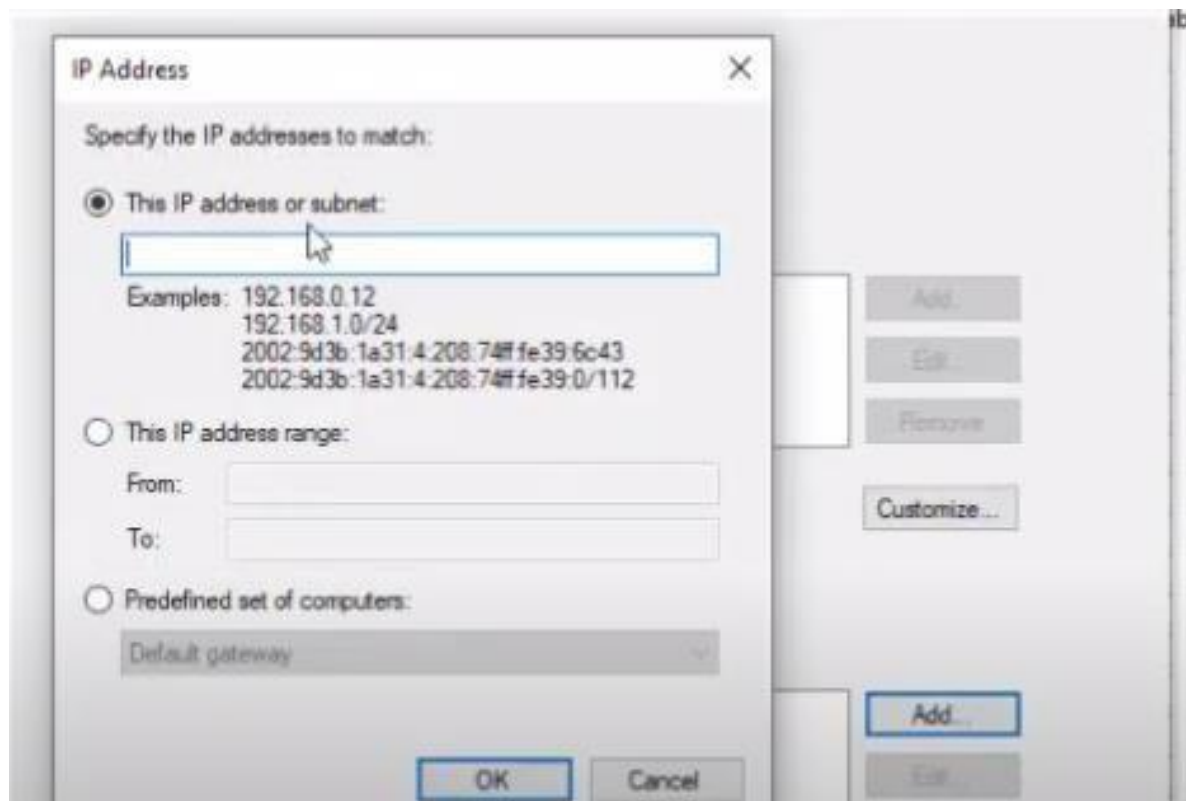 IP Address
Specify the IP addresses to match:
This IP address or subnet:
Examples: 192.168.0.12
192.168.1.0/24
2002:9d3b:1a31:4:208:74ff:fe39:6c43
2002:9d3b:1a31:4:208:74ff:fe39:0/112
This IP address range:
From:
To:
Predefined set of computers:
Default gateway
OK Cancel
Add...
Edit...
Remove
Customize...
Add...
Edit...